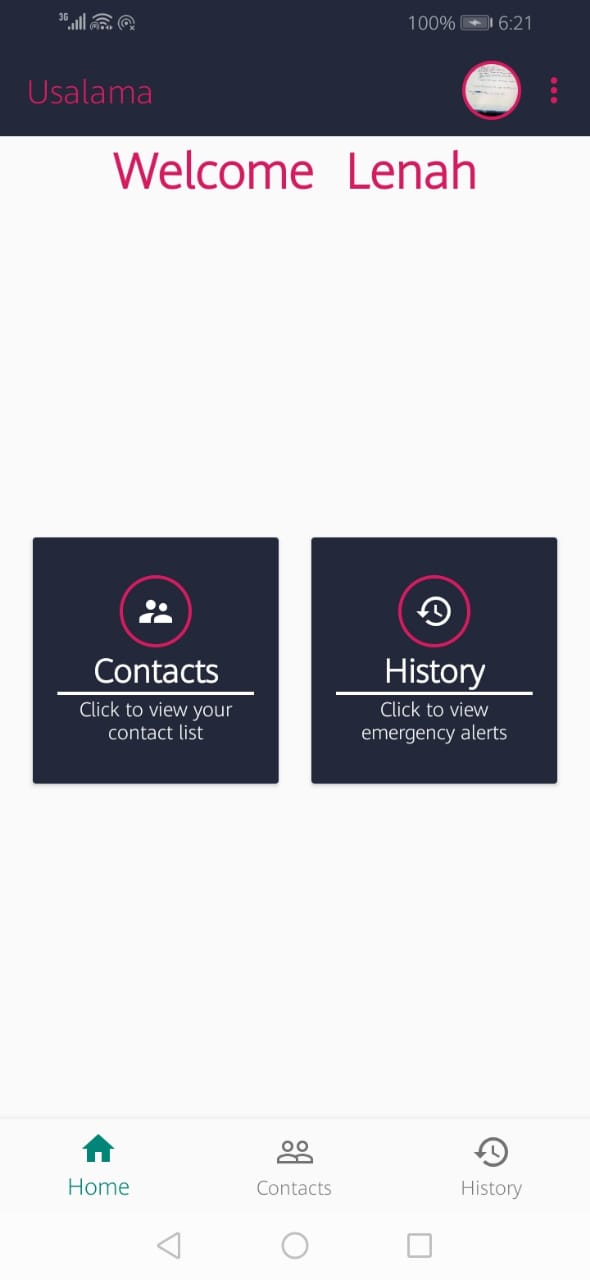 3G 100% 6:21
Usalama
Welcome Lenah
Contacts
Click to view your
contact list
History
Click to view
emergency alerts
Home
Contacts
History